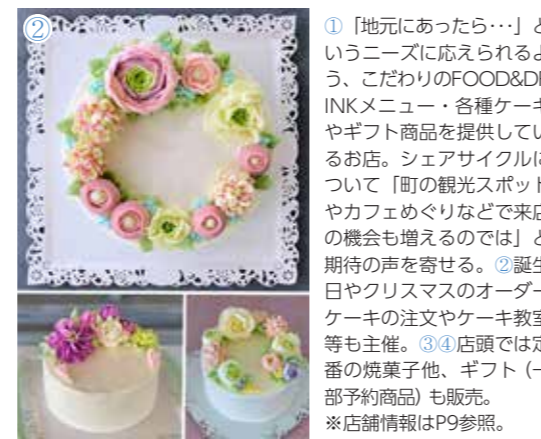 ②
①「地元にあったら･･･」と
いうニーズに応えられるよ
う、こだわりのFOOD&DR
INKメニュー・各種ケーキ
やギフト商品を提供してい
るお店。シェアサイクルに
ついて「町の観光スポット
やカフェめぐりなどで来店
の機会も増えるのでは」と
期待の声を寄せる。②誕生
日やクリスマスのオーダー
ケーキの注文やケーキ教室
等も主催。③④店頭では定
番の焼菓子他、ギフト（一
部予約商品）も販売。
※店舗情報はP9参照。